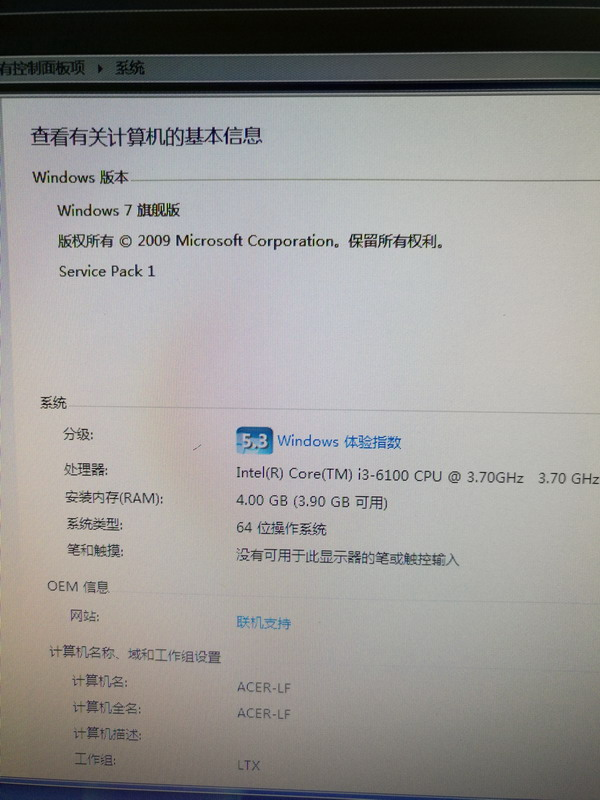 有控制面板项 ▸ 系统
查看有关计算机的基本信息
Windows 版本
Windows 7 旗舰版
版权所有 © 2009 Microsoft Corporation。保留所有权利。
Service Pack 1
系统
分级: 5.3 Windows 体验指数
处理器: Intel(R) Core(TM) i3-6100 CPU @ 3.70GHz 3.70 GHz
安装内存(RAM): 4.00 GB (3.90 GB 可用)
系统类型: 64 位操作系统
笔和触摸: 没有可用于此显示器的笔或触控输入
OEM 信息
网站: 联机支持
计算机名称、域和工作组设置
计算机名: ACER-LF
计算机全名: ACER-LF
计算机描述:
工作组: LTX